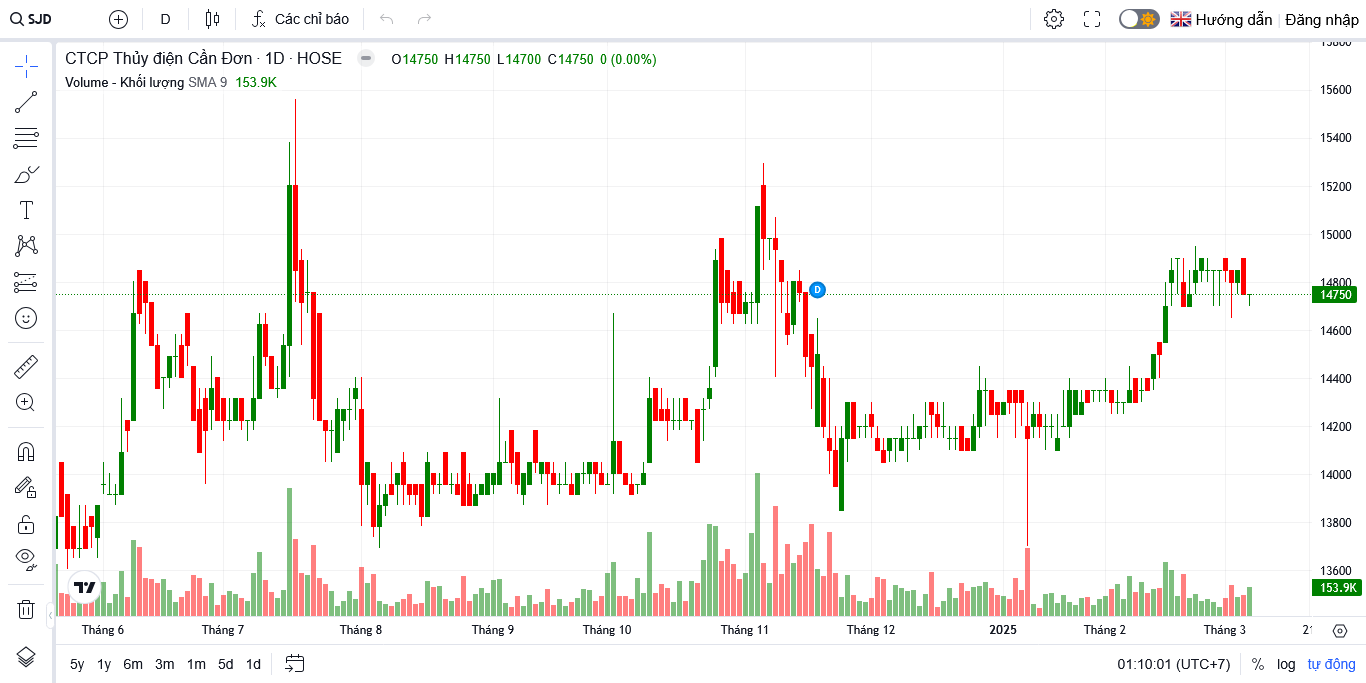 SJD D Các chỉ báo Hướng dẫn Đăng nhập
CTCP Thủy điện Cần Đơn · 1D · HOSE O14750 H14750 L14700 C14750 0 (0.00%)
Volume - Khối lượng SMA 9 153.9K
15800
15600
15400
15200
15000
14800
14750
14600
14400
14200
14000
13800
13600
153.9K
D
Tháng 6 Tháng 7 Tháng 8 Tháng 9 Tháng 10 Tháng 11 Tháng 12 2025 Tháng 2 Tháng 3
5y 1y 6m 3m 1m 5d 1d 01:10:01 (UTC+7) % log tự động